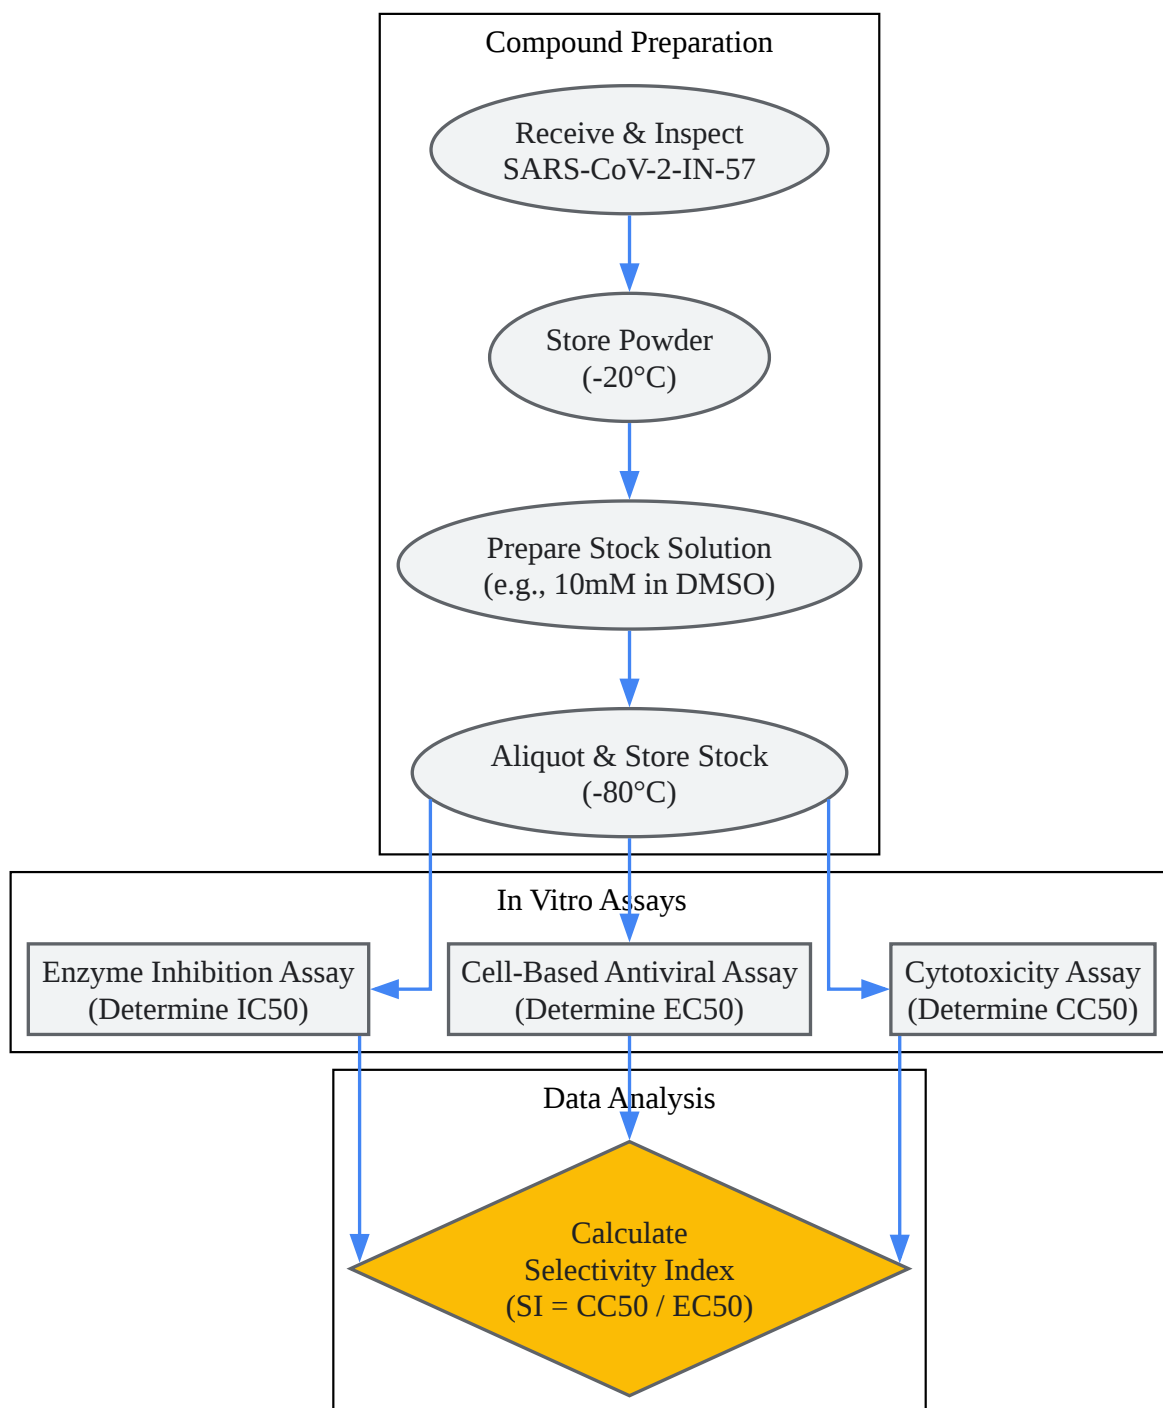 Compound Preparation
Receive & Inspect
SARS-CoV-2-IN-57
Store Powder
(-20°C)
Prepare Stock Solution
(e.g., 10mM in DMSO)
Aliquot & Store Stock
(-80°C)
In Vitro Assays
Enzyme Inhibition Assay
(Determine IC50)
Cell-Based Antiviral Assay
(Determine EC50)
Cytotoxicity Assay
(Determine CC50)
Data Analysis
Calculate
Selectivity Index
(SI = CC50 / EC50)